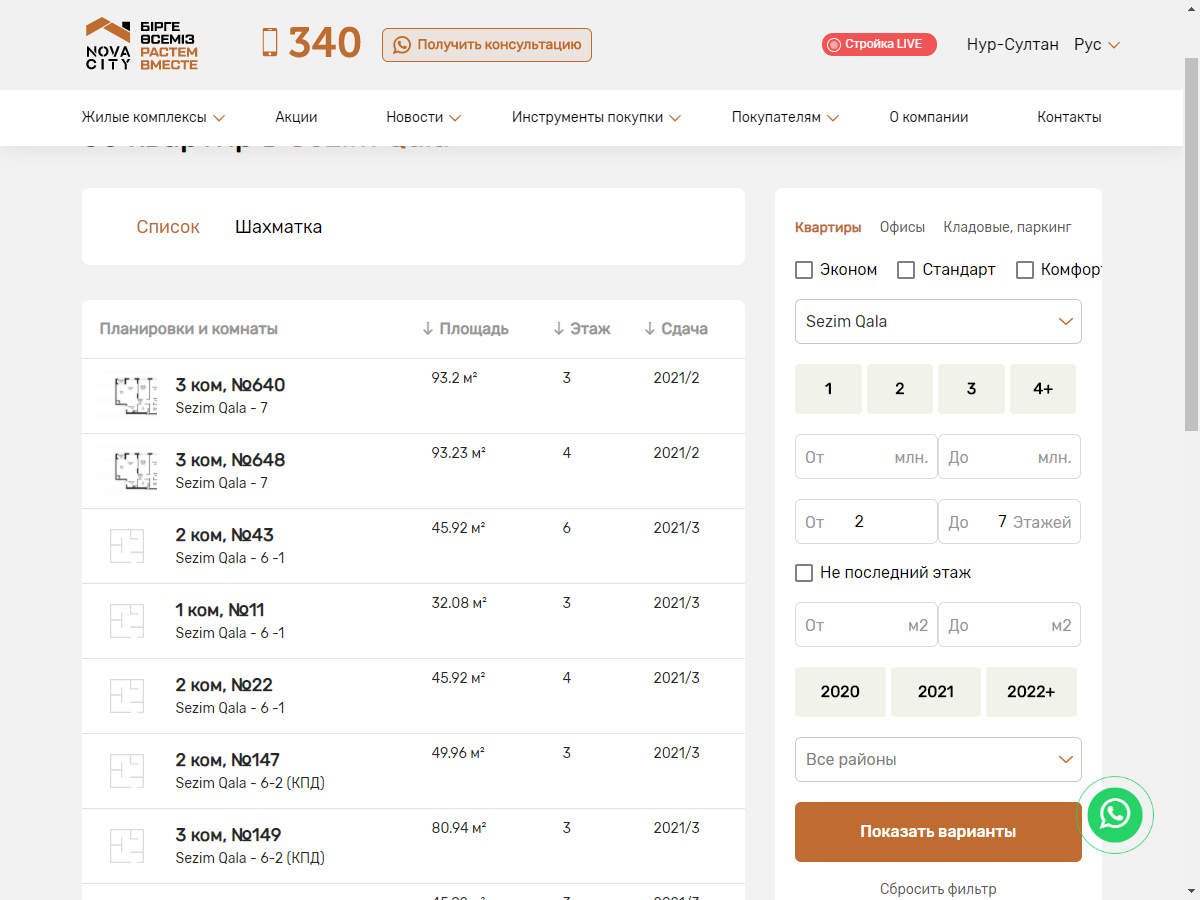 NOVA CITY
БІРГЕ
ӨСЕМІЗ
РАСТЕМ
ВМЕСТЕ
340
Получить консультацию
Стройка LIVE
Нур-Султан
Рус
Жилые комплексы
Акции
Новости
Инструменты покупки
Покупателям
О компании
Контакты
Список
Шахматка
Планировки и комнаты
↓ Площадь
↓ Этаж
↓ Сдача
3 ком, №640
Sezim Qala - 7
93.2 м²
3
2021/2
3 ком, №648
Sezim Qala - 7
93.23 м²
4
2021/2
2 ком, №43
Sezim Qala - 6 -1
45.92 м²
6
2021/3
1 ком, №11
Sezim Qala - 6 -1
32.08 м²
3
2021/3
2 ком, №22
Sezim Qala - 6 -1
45.92 м²
4
2021/3
2 ком, №147
Sezim Qala - 6-2 (КПД)
49.96 м²
3
2021/3
3 ком, №149
Sezim Qala - 6-2 (КПД)
80.94 м²
3
2021/3
Квартиры
Офисы
Кладовые, паркинг
Эконом
Стандарт
Комфорт
Sezim Qala
1
2
3
4+
От млн.
До млн.
От 2
До 7 Этажей
Не последний этаж
От м2
До м2
2020
2021
2022+
Все районы
Показать варианты
Сбросить фильтр